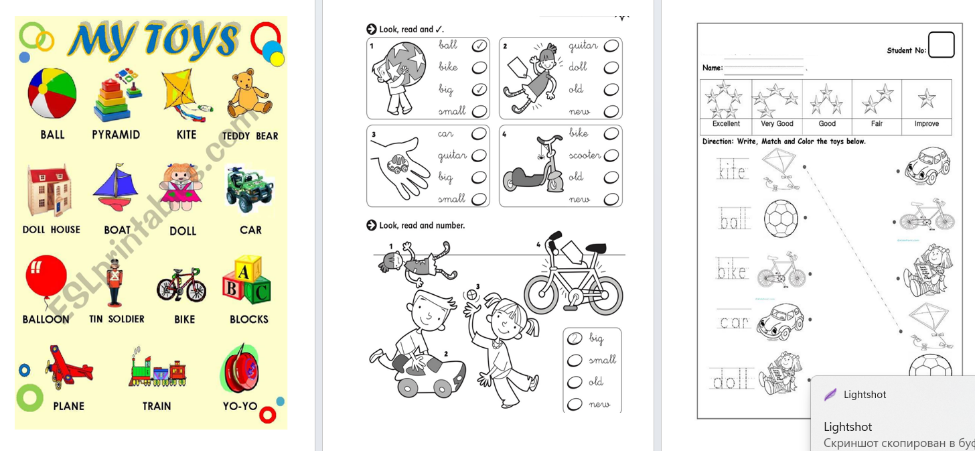 MY TOYS
BALL PYRAMID KITE TEDDY BEAR
DOLL HOUSE BOAT DOLL CAR
BALLOON TIN SOLDIER BIKE BLOCKS
A
B C
PLANE TRAIN YO-YO
ESLprintables.com
Look, read and ✓.
1 ball
bike
big
small
2 guitar
doll
old
new
3 car
guitar
big
small
4 bike
scooter
old
new
Look, read and number.
1
4
3
2
big
small
old
new
Student No:
Name:
Excellent Very Good Good Fair Improve
Direction: Write, Match and Color the toys below.
kite
ball
bike
car
doll
Lightshot
Lightshot
Скриншот скопирован в буф